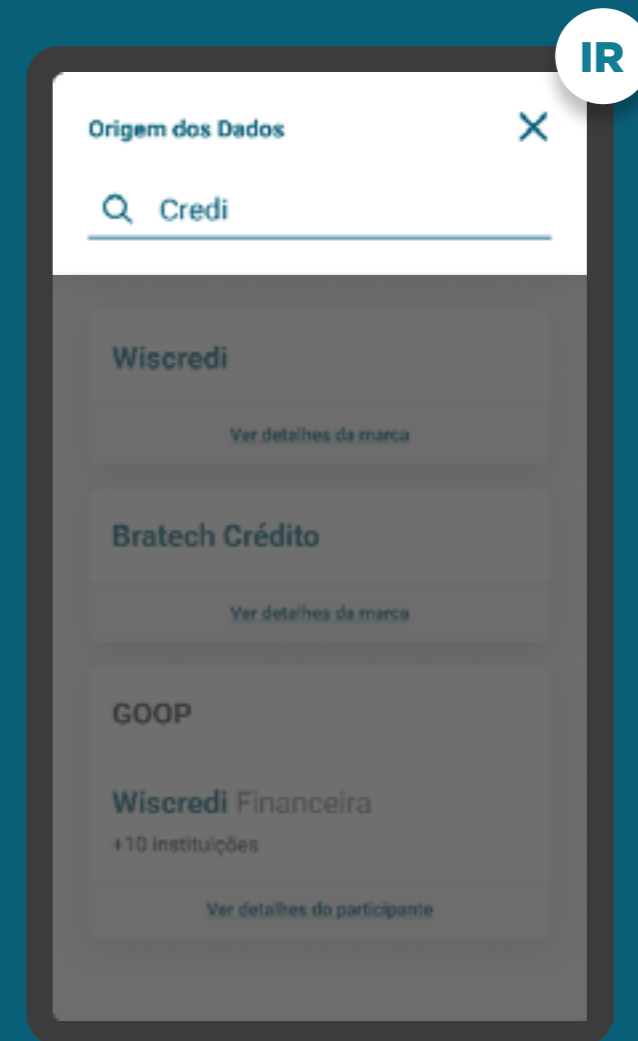 IR
Origem dos Dados
Credi
Wiscredi
Ver detalhes da marca
Bratech Crédito
Ver detalhes da marca
GOOP
Wiscredi Financeira
+10 instituições
Ver detalhes do participante